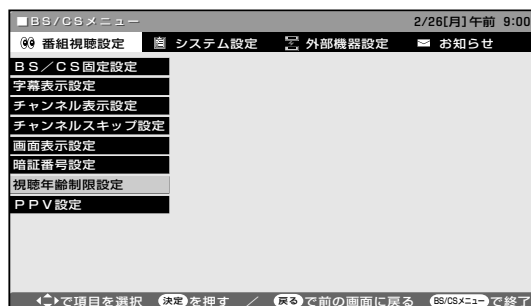 ■BS/CSメニュー 2/26[月]午前 9:00
番組視聴設定 システム設定 外部機器設定 お知らせ
BS/CS固定設定
字幕表示設定
チャンネル表示設定
チャンネルスキップ設定
画面表示設定
暗証番号設定
視聴年齢制限設定
PPV設定
で項目を選択 決定を押す / 戻るで前の画面に戻る BS/CSメニューで終了